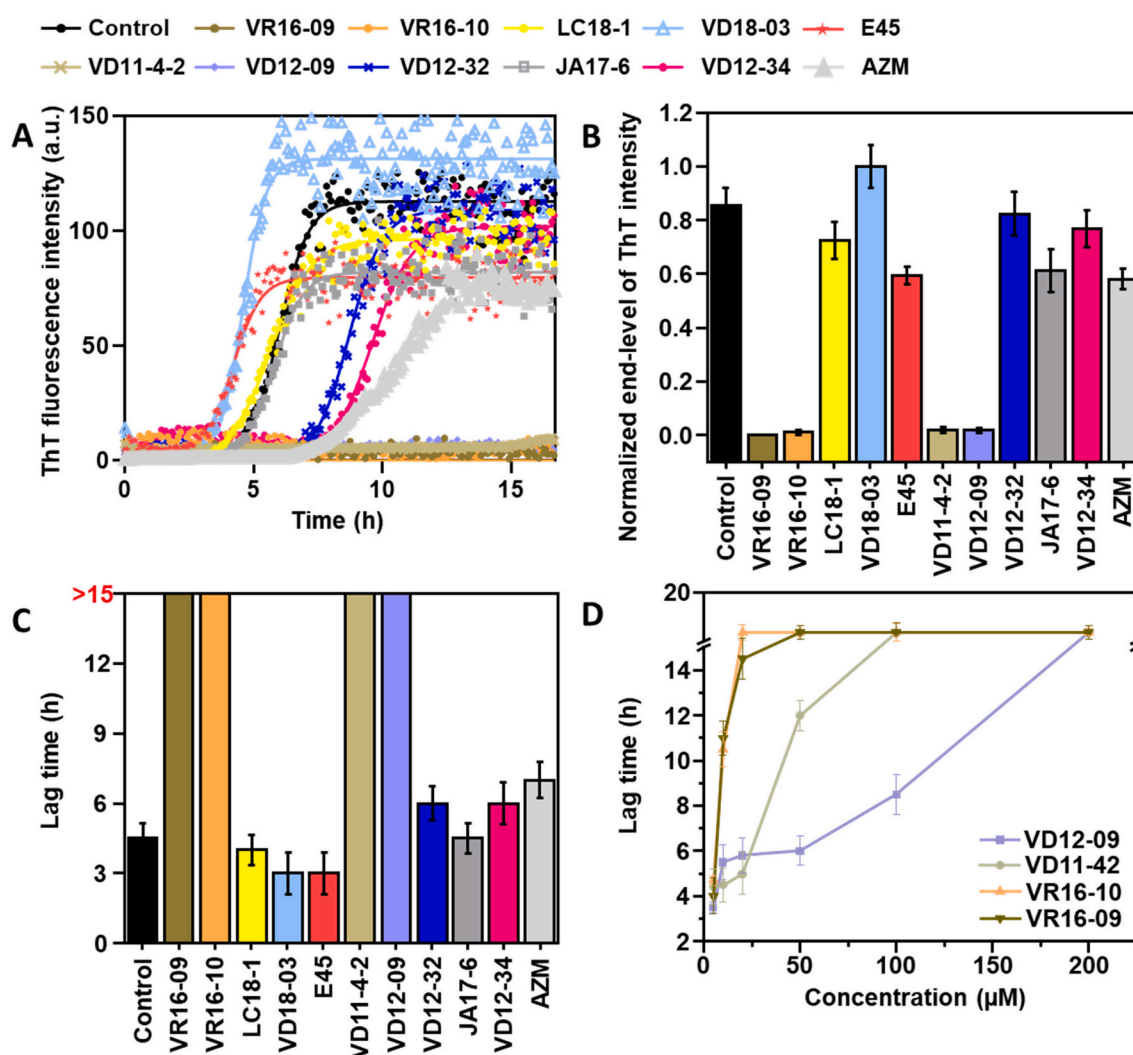 Control VR16-09 VR16-10 LC18-1 VD18-03 E45
VD11-4-2 VD12-09 VD12-32 JA17-6 VD12-34 AZM
A
ThT fluorescence intensity (a.u.)
150
100
50
0
0 5 10 15
Time (h)
B
Normalized end-level of ThT intensity
1.2
1.0
0.8
0.6
0.4
0.2
0.0
Control
VR16-09
VR16-10
LC18-1
VD18-03
E45
VD11-4-2
VD12-09
VD12-32
JA17-6
VD12-34
AZM
C
Lag time (h)
>15
12
9
6
3
0
Control
VR16-09
VR16-10
LC18-1
VD18-03
E45
VD11-4-2
VD12-09
VD12-32
JA17-6
VD12-34
AZM
D
Lag time (h)
20
14
12
10
8
6
4
2
VD12-09
VD11-42
VR16-10
VR16-09
0 50 100 150 200
Concentration (µM)